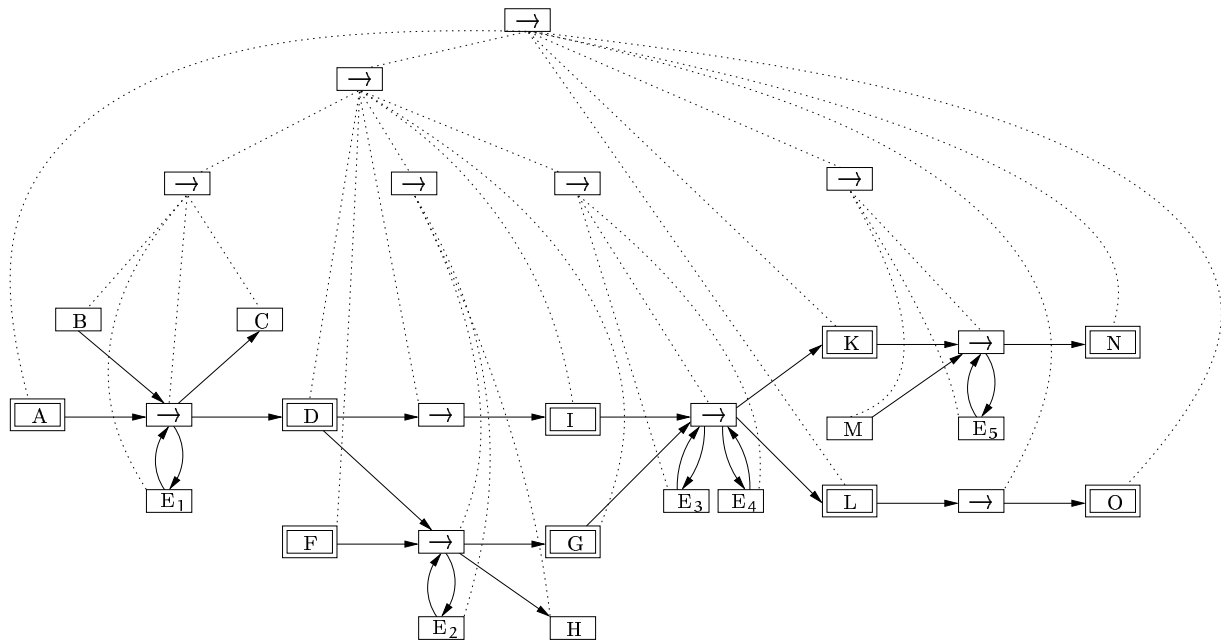 →
→
→ → → →
B C
K → N
A → D → I →
M E5
E1 E3 E4 L → O
F → G
E2 H